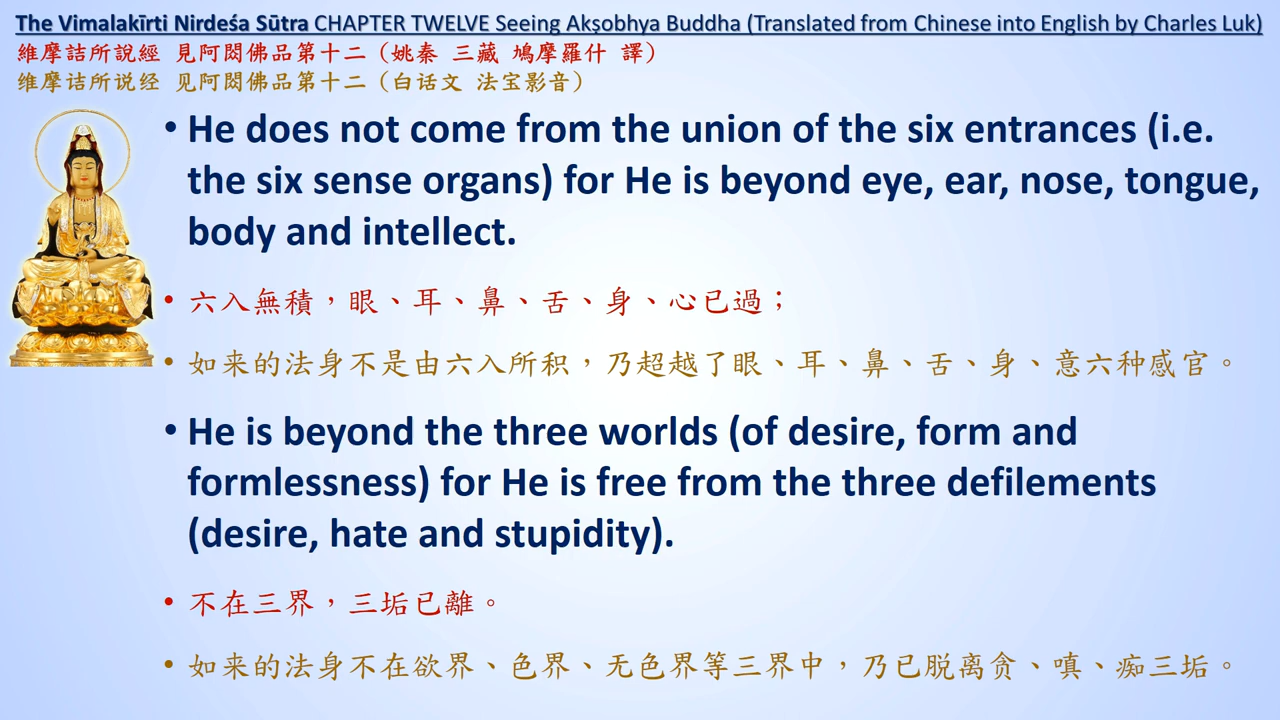 The Vimalakīrti Nirdeśa Sūtra CHAPTER TWELVE Seeing Akṣobhya Buddha (Translated from Chinese into English by Charles Luk)
維摩詰所說經 見阿閦佛品第十二（姚秦 三藏 鳩摩羅什 譯）
维摩诘所说经 见阿閦佛品第十二（白话文 法宝影音）
• He does not come from the union of the six entrances (i.e.
the six sense organs) for He is beyond eye, ear, nose, tongue,
body and intellect.
• 六入無積，眼、耳、鼻、舌、身、心已過；
• 如来的法身不是由六入所积，乃超越了眼、耳、鼻、舌、身、意六种感官。
• He is beyond the three worlds (of desire, form and
formlessness) for He is free from the three defilements
(desire, hate and stupidity).
• 不在三界，三垢已離。
• 如来的法身不在欲界、色界、无色界等三界中，乃已脱离贪、嗔、痴三垢。